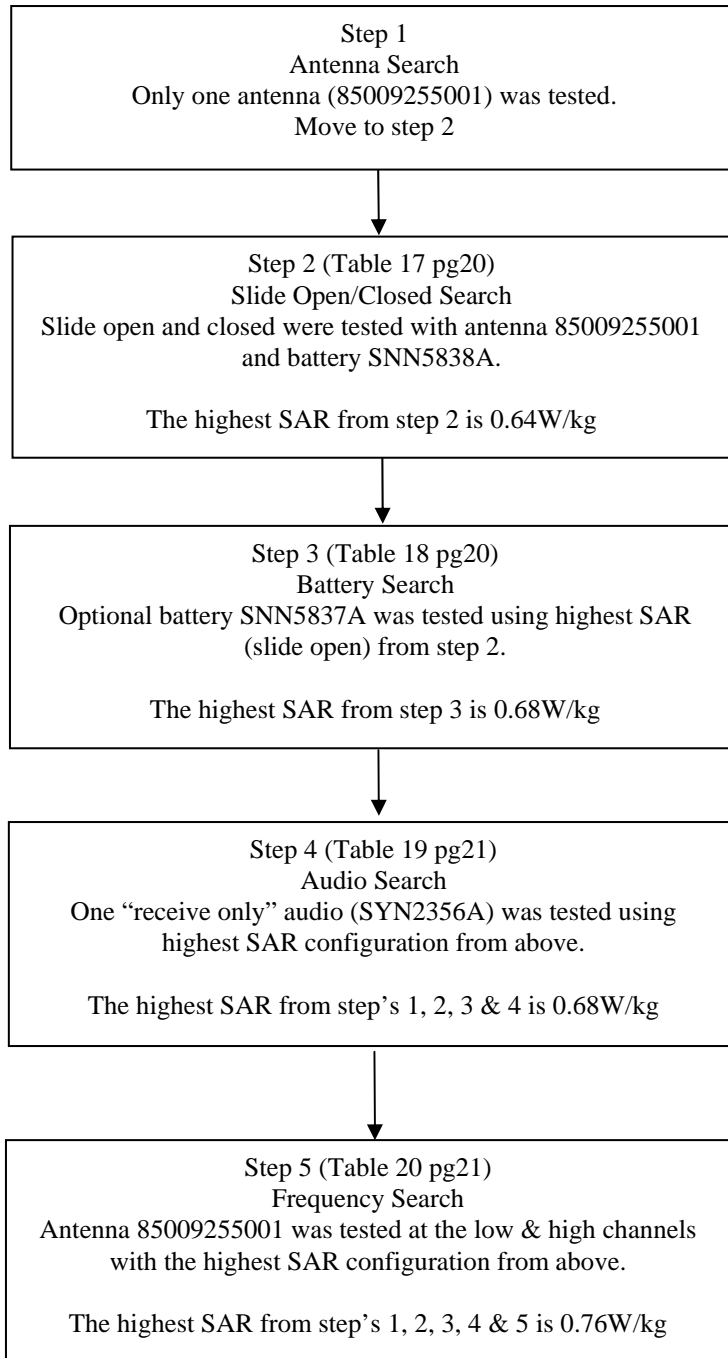 Step 1
Antenna Search
Only one antenna (85009255001) was tested.
Move to step 2
Step 2 (Table 17 pg20)
Slide Open/Closed Search
Slide open and closed were tested with antenna 85009255001
and battery SNN5838A.
The highest SAR from step 2 is 0.64W/kg
Step 3 (Table 18 pg20)
Battery Search
Optional battery SNN5837A was tested using highest SAR
(slide open) from step 2.
The highest SAR from step 3 is 0.68W/kg
Step 4 (Table 19 pg21)
Audio Search
One “receive only” audio (SYN2356A) was tested using
highest SAR configuration from above.
The highest SAR from step’s 1, 2, 3 & 4 is 0.68W/kg
Step 5 (Table 20 pg21)
Frequency Search
Antenna 85009255001 was tested at the low & high channels
with the highest SAR configuration from above.
The highest SAR from step’s 1, 2, 3, 4 & 5 is 0.76W/kg